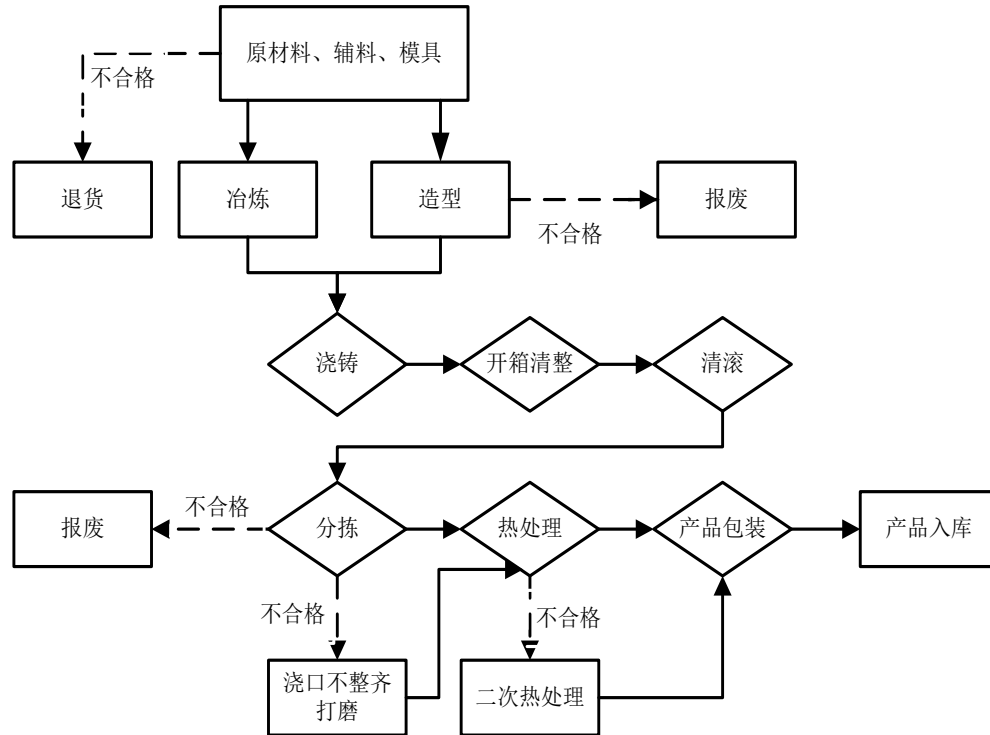 原材料、辅料、模具
不合格
退货
冶炼
造型
报废
不合格
浇铸
开箱清整
清滚
不合格
报废
分拣
热处理
产品包装
产品入库
不合格
不合格
浇口不整齐
打磨
二次热处理